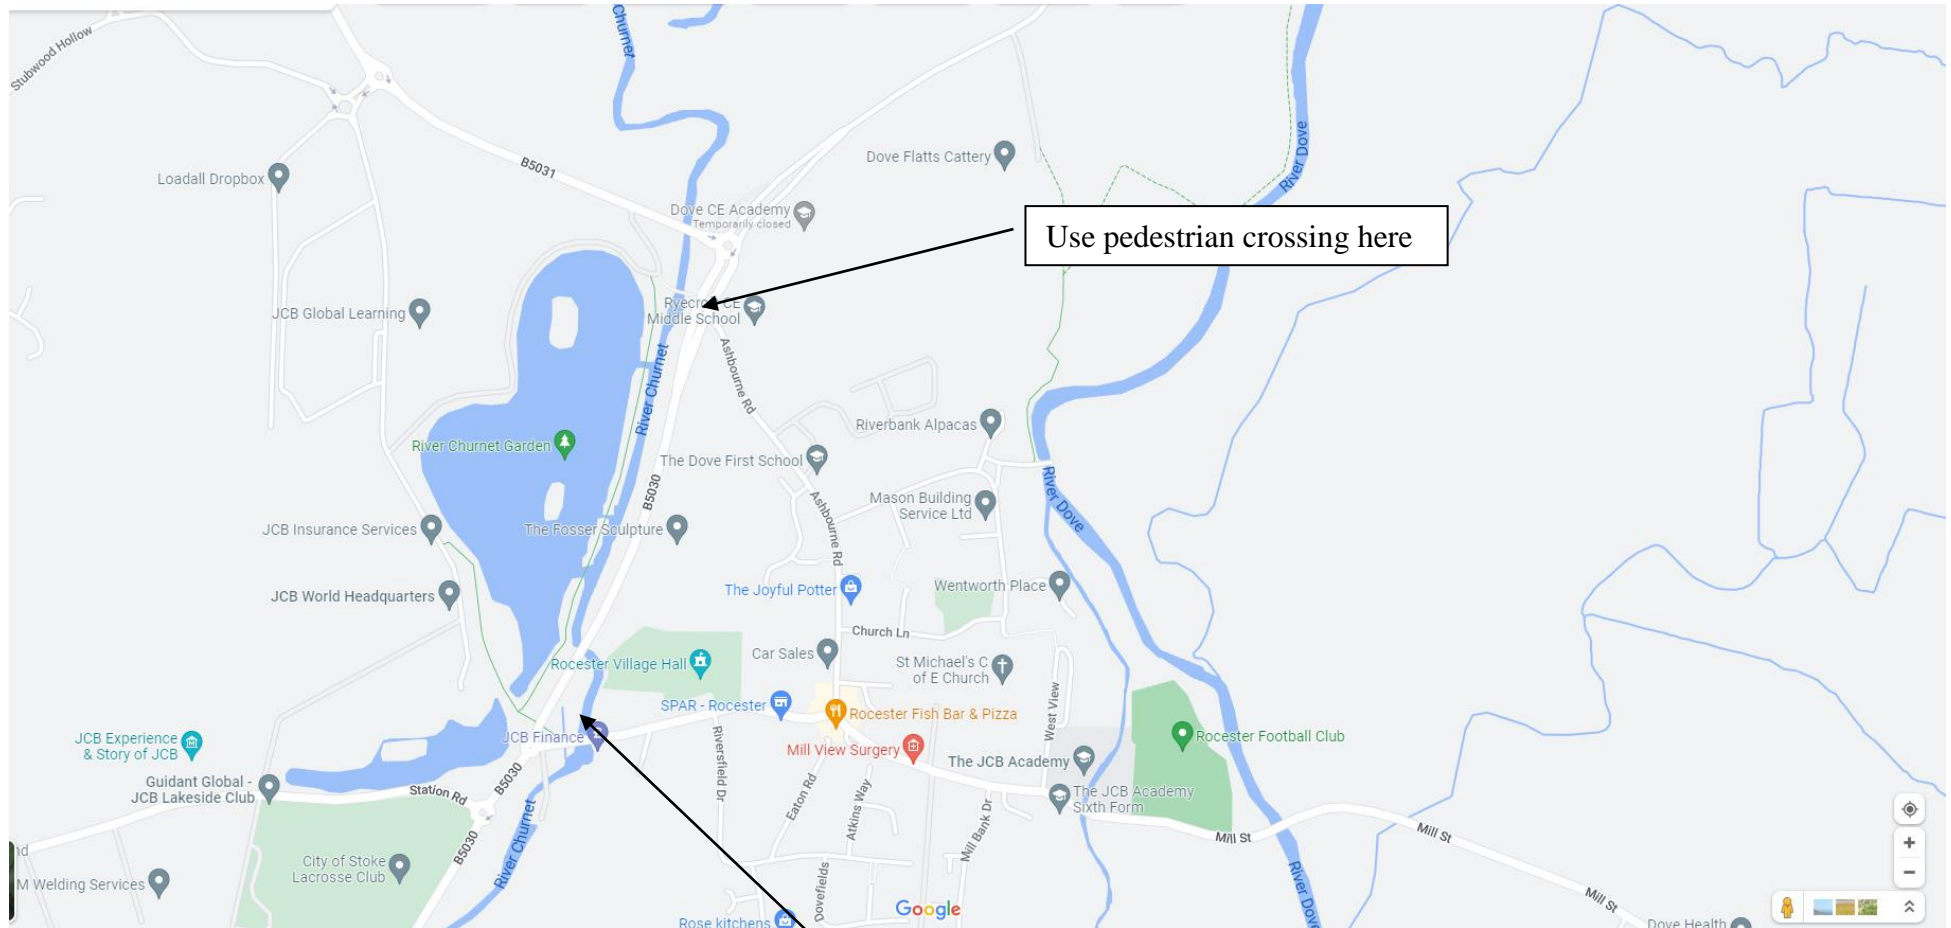 Stubwood Hollow
Churnet
B5031
Loadall Dropbox
Dove Flatts Cattery
River Dove
Dove CE Academy
Temporarily closed
Use pedestrian crossing here
JCB Global Learning
CE
Middle School
Ashbourne Rd
River Churnet
River Churnet Garden
Riverbank Alpacas
The Dove First School
B5030
Ashbourne Rd
Mason Building
Service Ltd
River Dove
JCB Insurance Services
The Fosser Sculpture
JCB World Headquarters
The Joyful Potter
Wentworth Place
Church Ln
Rocester Village Hall
Car Sales
St Michael's C
of E Church
West View
SPAR - Rocester
Rocester Fish Bar & Pizza
JCB Finance
Riversfield Dr
Mill View Surgery
The JCB Academy
Rocester Football Club
JCB Experience
& Story of JCB
Guidant Global -
JCB Lakeside Club
Station Rd
B5030
Eaton Rd
Atkins Way
Mill Bank Dr
The JCB Academy
Sixth Form
Mill St
Mill St
B5030
River Churnet
City of Stoke
Lacrosse Club
M Welding Services
Dovefields
Rose kitchens
Google
River Dove
Mill St
Dove Health